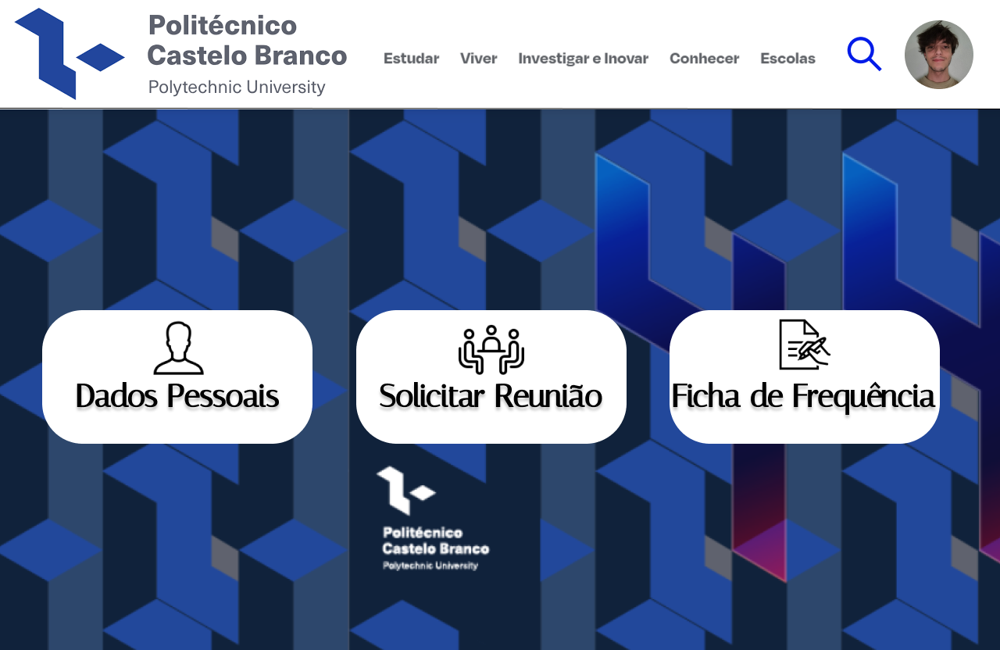 Politécnico
Castelo Branco
Polytechnic University
Estudar Viver Investigar e Inovar Conhecer Escolas
Dados Pessoais
Solicitar Reunião
Ficha de Frequência
Politécnico
Castelo Branco
Polytechnic University